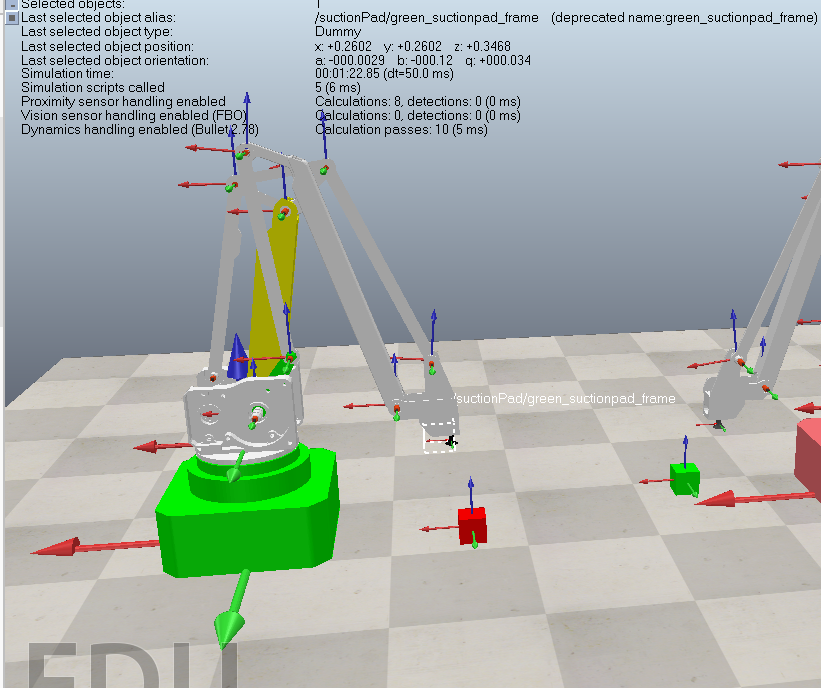 Selected objects: 1
Last selected object alias: /suctionPad/green_suctionpad_frame (deprecated name:green_suctionpad_frame)
Last selected object type: Dummy
Last selected object position: x: +0.2602 y: +0.2602 z: +0.3468
Last selected object orientation: a: -000.0029 b: -000.12 q: +000.034
Simulation time: 00:01:22.85 (dt=50.0 ms)
Simulation scripts called 5 (6 ms)
Proximity sensor handling enabled Calculations: 8, detections: 0 (0 ms)
Vision sensor handling enabled (FBO) Calculations: 0, detections: 0 (0 ms)
Dynamics handling enabled (Bullet 2.78) Calculation passes: 10 (5 ms)
/suctionPad/green_suctionpad_frame
EDU